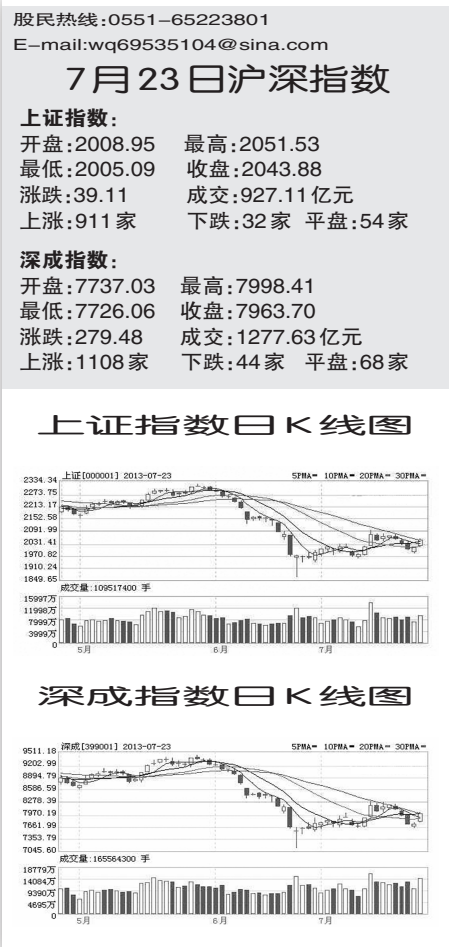 股民热线:0551-65223801
E-mail:wq69535104@sina.com
7月23日沪深指数
上证指数:
开盘:2008.95 最高:2051.53
最低:2005.09 收盘:2043.88
涨跌:39.11 成交:927.11亿元
上涨:911家 下跌:32家 平盘:54家
深成指数:
开盘:7737.03 最高:7998.41
最低:7726.06 收盘:7963.70
涨跌:279.48 成交:1277.63亿元
上涨:1108家 下跌:44家 平盘:68家
上证指数日K线图
上证[000001] 2013-07-23 5PMA 10PMA 20PMA 30PMA
2334.34
2273.75
2213.17
2152.58
2091.99
2031.41
1970.82
1910.24
1849.65
成交量:109517400 手
15997万
11998万
7999万
3999万
0
5月 6月 7月
深成指数日K线图
深成[399001] 2013-07-23 5PMA 10PMA 20PMA 30PMA
9511.18
9202.99
8894.79
8586.59
8278.39
7970.19
7661.99
7353.79
7045.60
成交量:165564300 手
18779万
14084万
9390万
4695万
0
5月 6月 7月